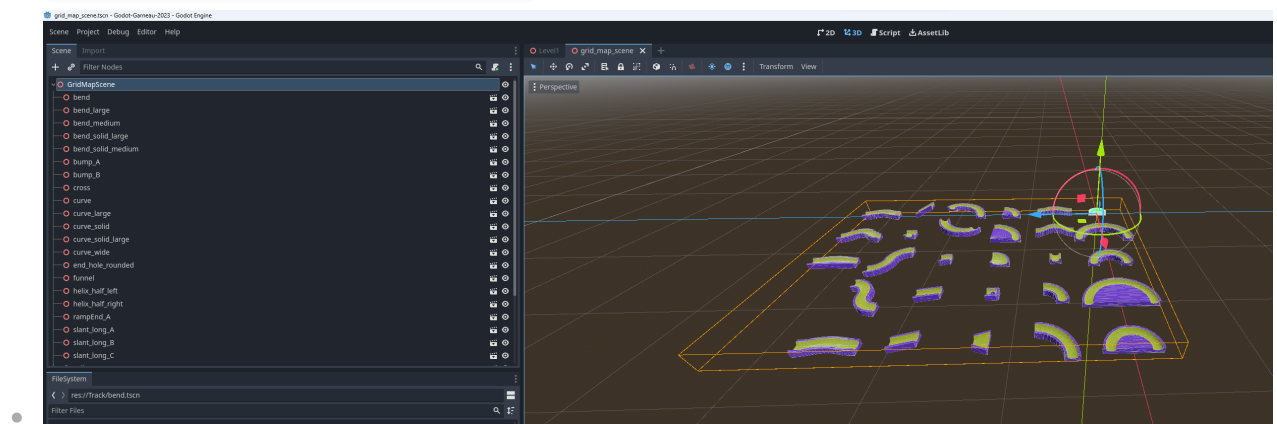 grid_map_scene.tscn - Godot-Garneau-2023 - Godot Engine
Scene Project Debug Editor Help
2D 3D Script AssetLib
Scene Import
Level1 grid_map_scene
Filter Nodes
Transform View
GridMapScene
Perspective
bend
bend_large
bend_medium
bend_solid_large
bend_solid_medium
bump_A
bump_B
cross
curve
curve_large
curve_solid
curve_solid_large
curve_wide
end_hole_rounded
funnel
helix_half_left
helix_half_right
rampEnd_A
slant_long_A
slant_long_B
slant_long_C
FileSystem
res://Track/bend.tscn
Filter Files